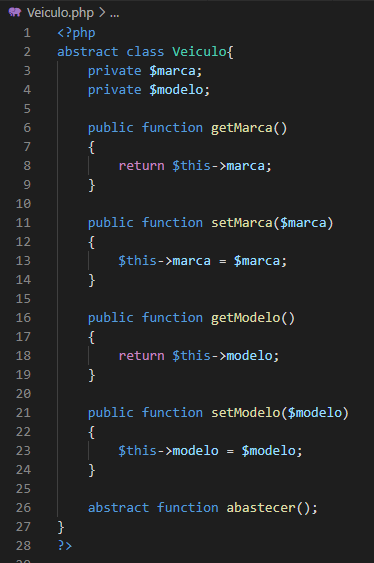 Veiculo.php > ...
1 <?php
2 abstract class Veiculo{
3     private $marca;
4     private $modelo;
5
6     public function getMarca()
7     {
8         return $this->marca;
9     }
10
11     public function setMarca($marca)
12     {
13         $this->marca = $marca;
14     }
15
16     public function getModelo()
17     {
18         return $this->modelo;
19     }
20
21     public function setModelo($modelo)
22     {
23         $this->modelo = $modelo;
24     }
25
26     abstract function abastecer();
27 }
28 ?>